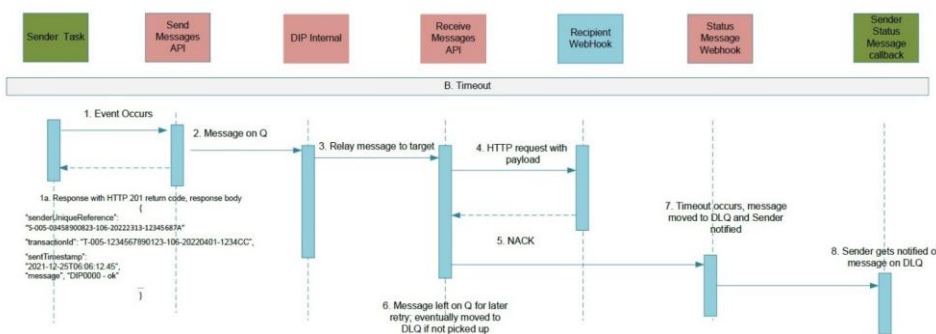 Sender Task
Send
Messages
API
DIP Internal
Receive
Messages
API
Recipient
WebHook
Status
Message
Webhook
Sender
Status
Message
callback
B. Timeout
1. Event Occurs
2. Message on Q
3. Relay message to target
4. HTTP request with
payload
1a. Response with HTTP 201 return code, response body
{
"senderUniqueReference":
"S-005-03458900823-106-20222313-12345687A"
"transactionId": "T-005-1234567890123-106-20220401-1234CC",
"sentTimestamp":
"2021-12-25T06:06:12.45",
"message", "DIP0000 - ok"
...
}
5. NACK
6. Message left on Q for later
retry; eventually moved to
DLQ if not picked up
7. Timeout occurs, message
moved to DLQ and Sender
notified
8. Sender gets notified of
message on DLQ